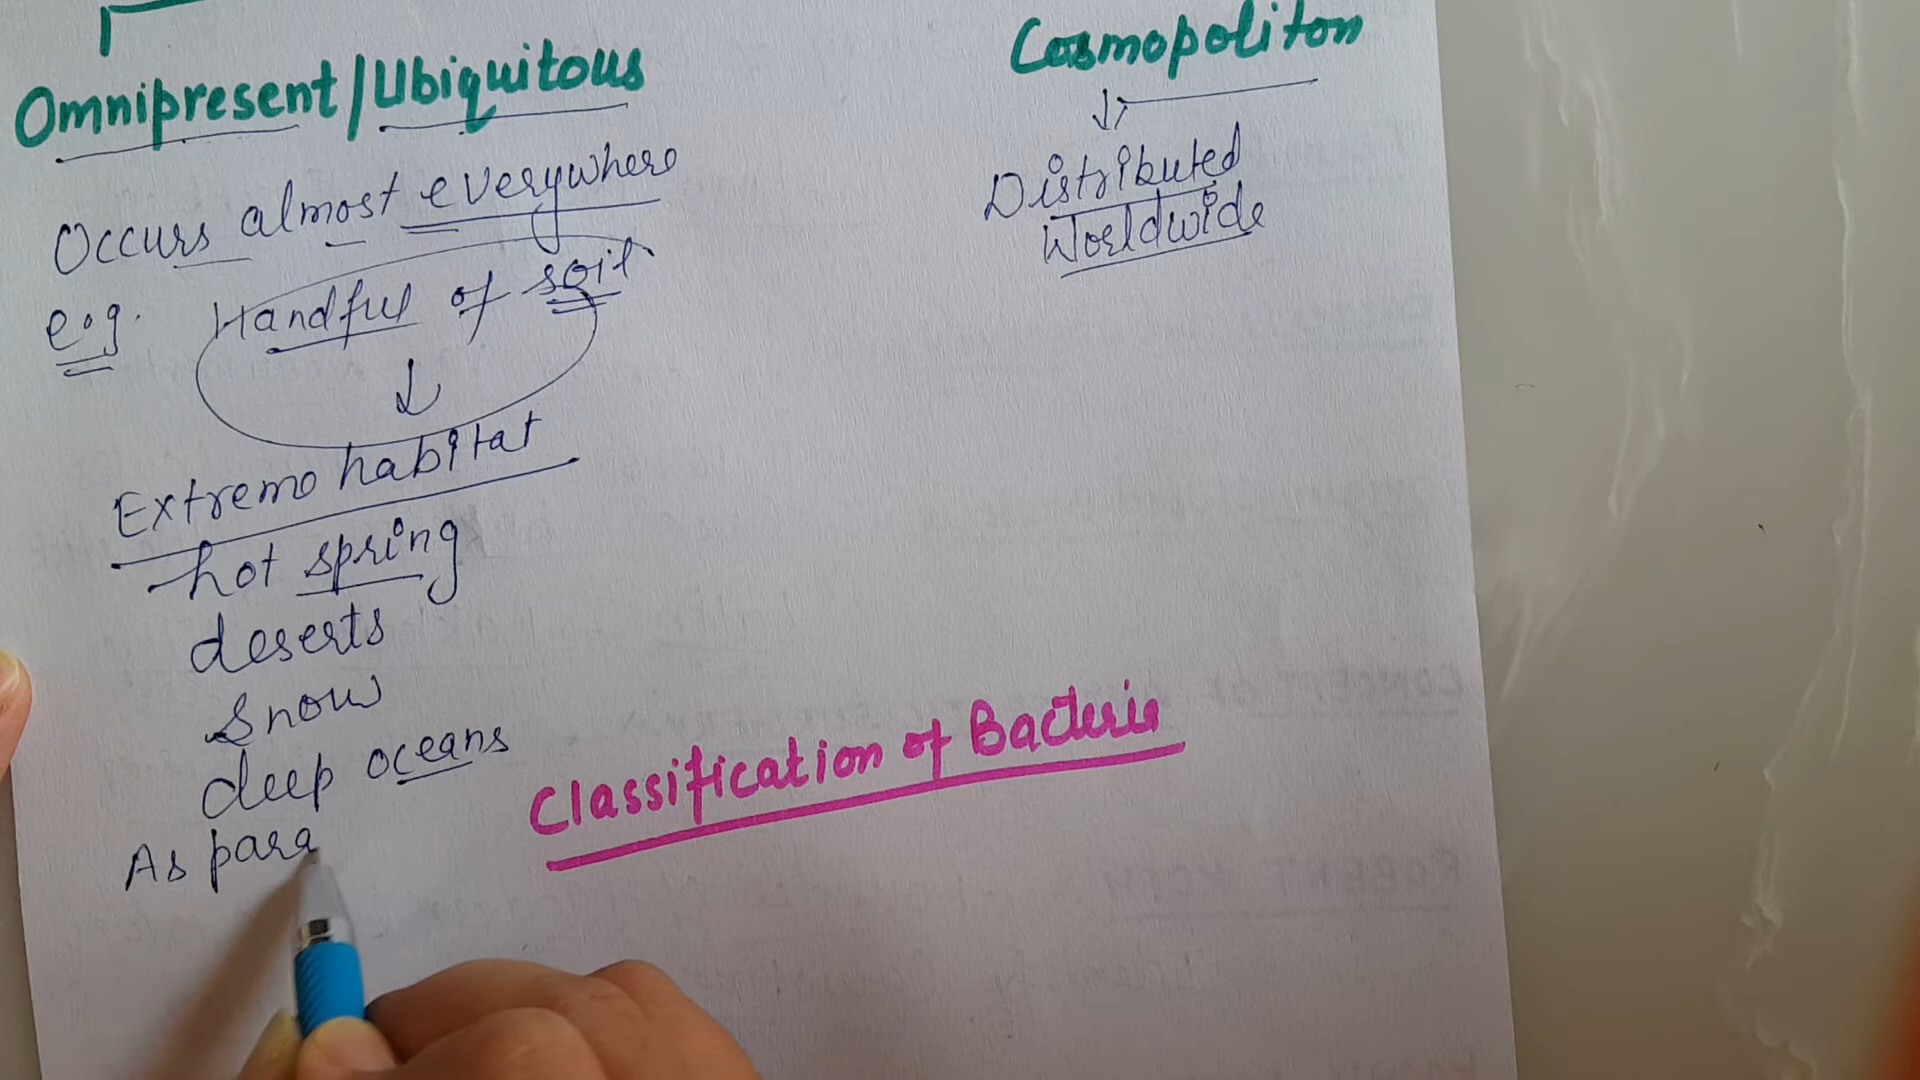 Omnipresent/Ubiquitous
Occurs almost everywhere
e.g. Handful of soil
Extreme habitat
hot spring
deserts
Snow
deep oceans
As para
Cosmopoliton
Distributed
Worldwide
Classification of Bacteria